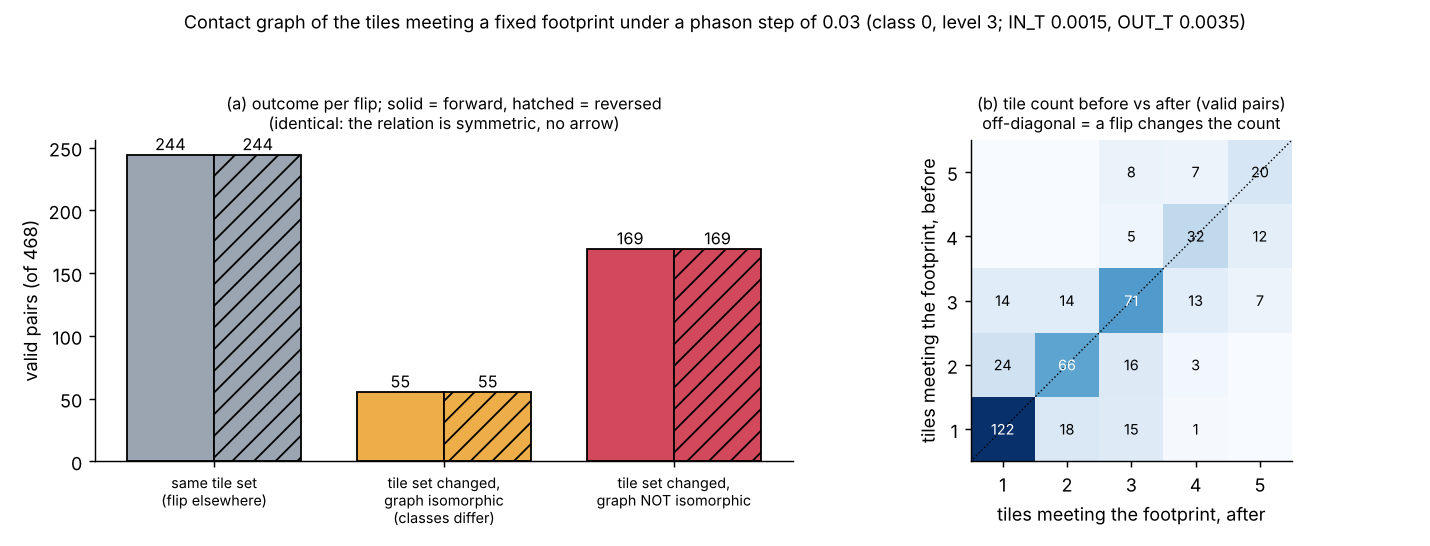 Contact graph of the tiles meeting a fixed footprint under a phason step of 0.03 (class 0, level 3; IN_T 0.0015, OUT_T 0.0035)
(a) outcome per flip; solid = forward, hatched = reversed
(identical: the relation is symmetric, no arrow)
valid pairs (of 468)
250
200
150
100
50
0
244
244
55
55
169
169
same tile set
(flip elsewhere)
tile set changed,
graph isomorphic
(classes differ)
tile set changed,
graph NOT isomorphic
(b) tile count before vs after (valid pairs)
off-diagonal = a flip changes the count
tiles meeting the footprint, before
5
8
7
20
4
5
32
12
3
14
14
71
13
7
2
24
66
16
3
1
122
18
15
1
1
2
3
4
5
tiles meeting the footprint, after